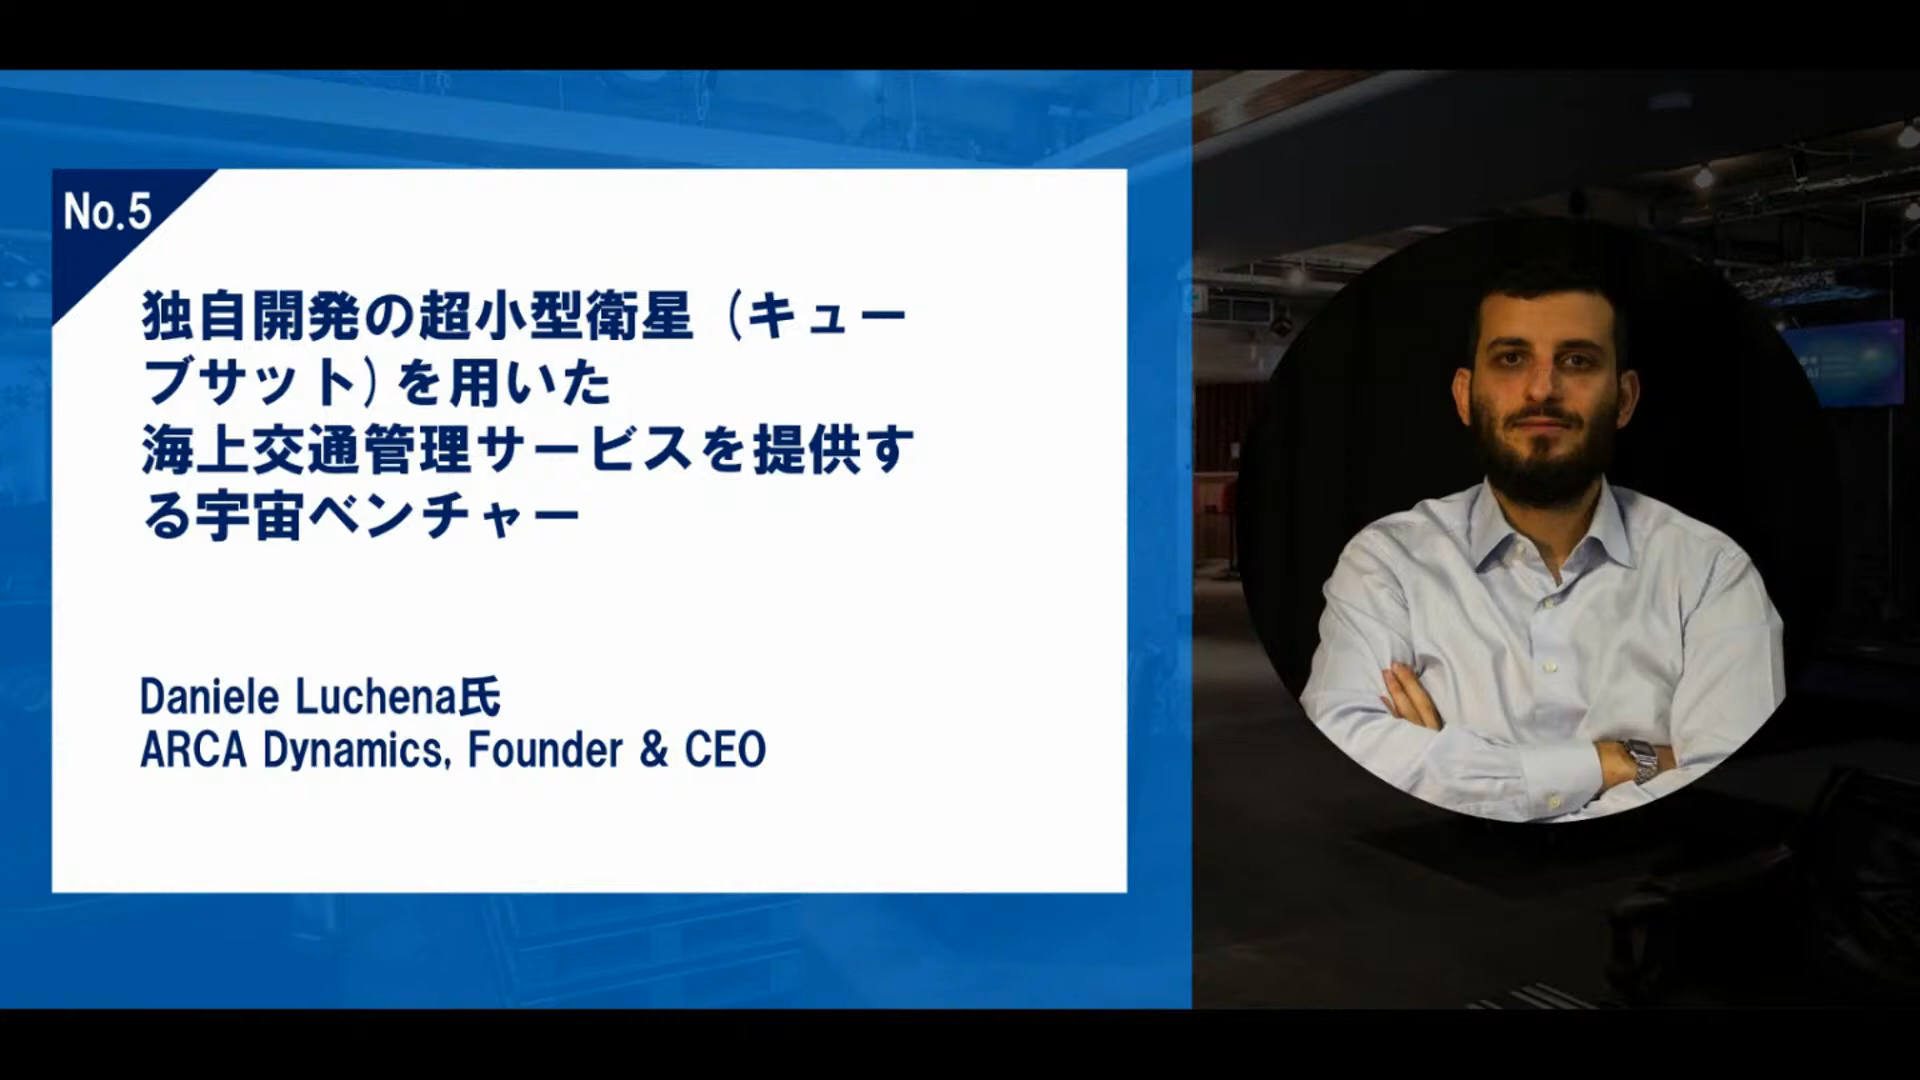 No.5
独自開発の超小型衛星（キュー
ブサット）を用いた
海上交通管理サービスを提供す
る宇宙ベンチャー
Daniele Luchena氏
ARCA Dynamics, Founder & CEO